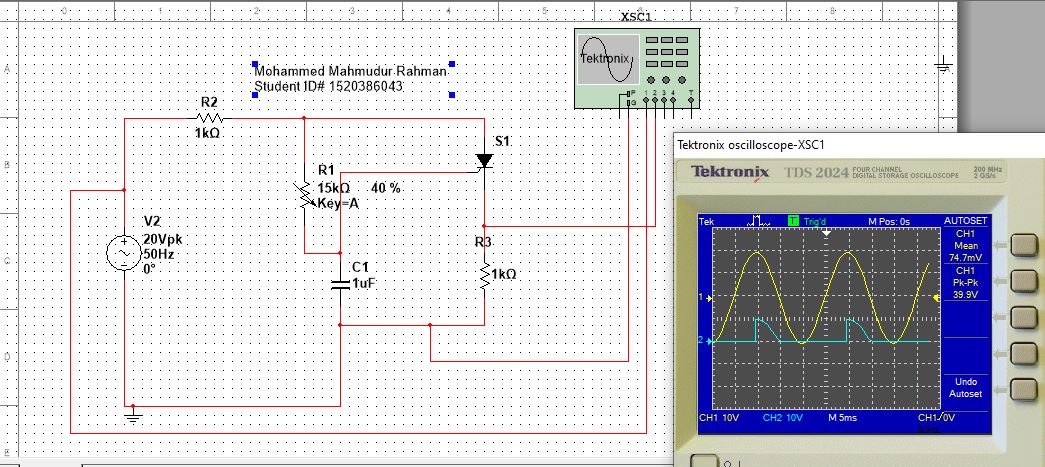 0 1 2 3 4 5 6 7 8
A
B
C
D
E
Mohammed Mahmudur Rahman
Student ID# 1520386043
R2
1kΩ
R1
15kΩ 40 %
Key=A
S1
V2
20Vpk
50Hz
0°
C1
1uF
R3
1kΩ
XSC1
Tektronix
P
G
1 2 3 4 T
Tektronix oscilloscope-XSC1
Tektronix TDS 2024 FOUR CHANNEL
DIGITAL STORAGE OSCILLOSCOPE
200 MHz
2 GS/s
Tek T Trig'd M Pos: 0s AUTOSET
CH1
Mean
74.7mV
CH1
Pk-Pk
39.9V
1
2
Undo
Autoset
CH1 10V CH2 10V M 5ms CH1/0V
50Hz